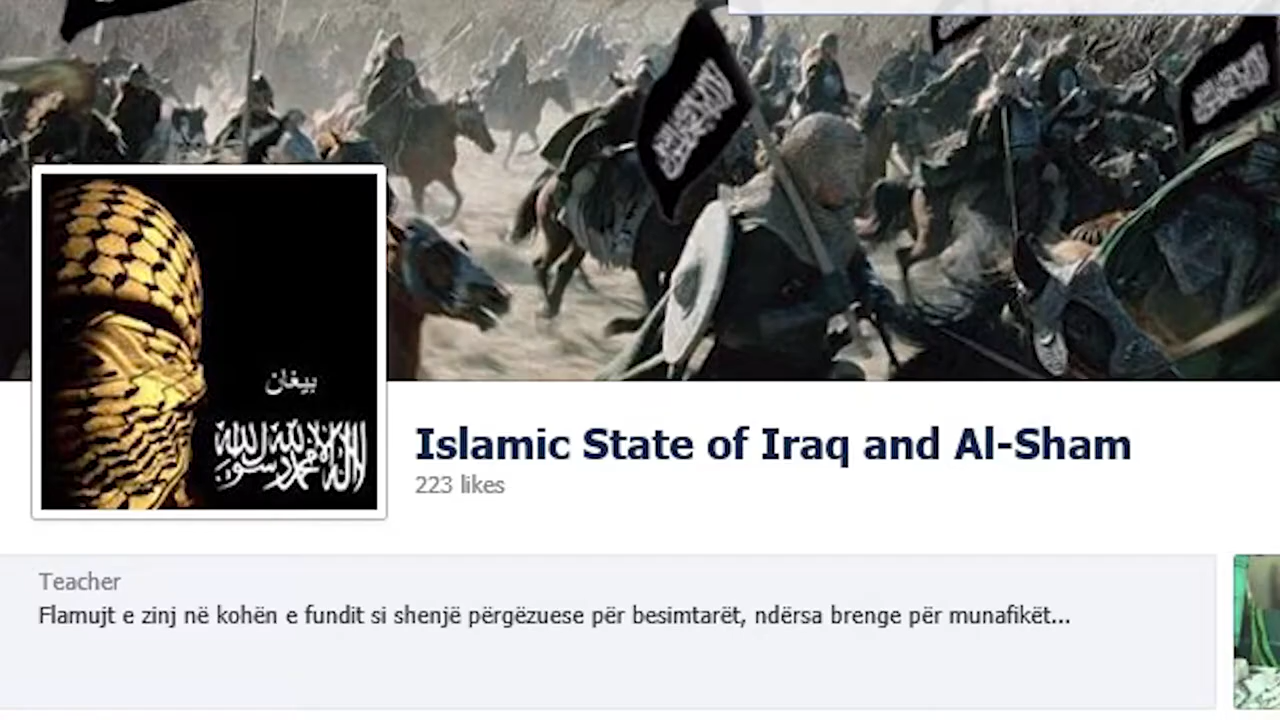 بيغان
لا إله إلا الله محمد رسول الله
Islamic State of Iraq and Al-Sham
223 likes
Teacher
Flamujt e zinj në kohën e fundit si shenjë përgëzuese për besimtarët, ndërsa brenge për munafikët...